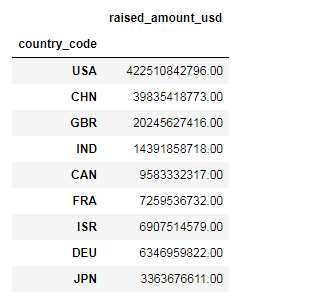 raised_amount_usd
country_code
USA 422510842796.00
CHN 39835418773.00
GBR 20245627416.00
IND 14391858718.00
CAN 9583332317.00
FRA 7259536732.00
ISR 6907514579.00
DEU 6346959822.00
JPN 3363676611.00